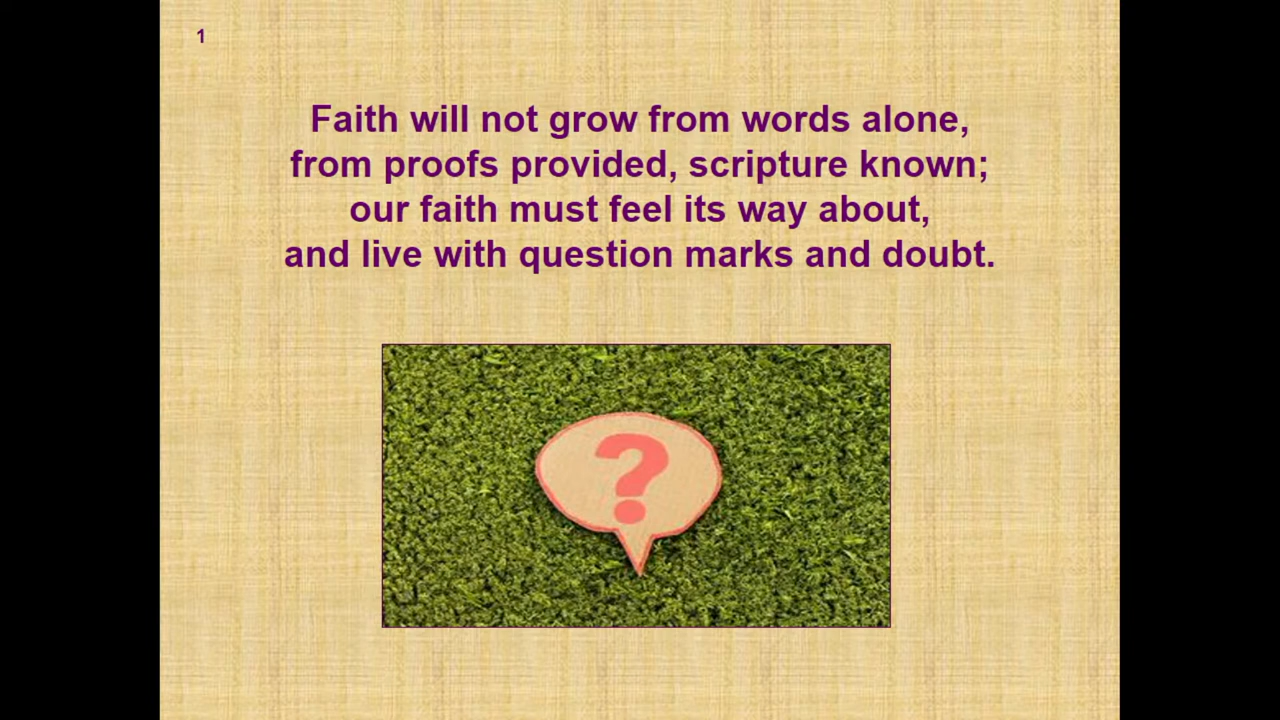 1
Faith will not grow from words alone,
from proofs provided, scripture known;
our faith must feel its way about,
and live with question marks and doubt.
?